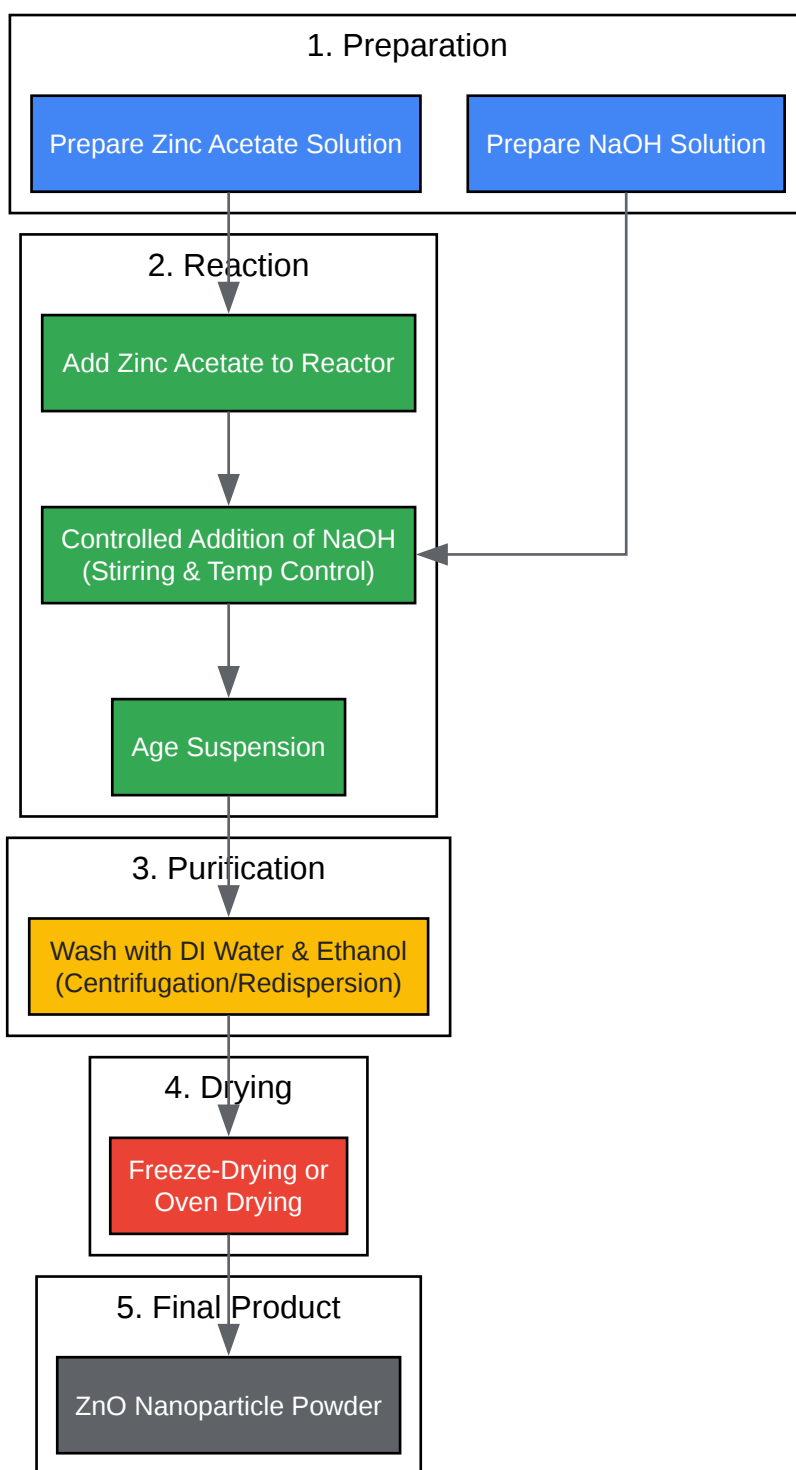 1. Preparation
Prepare Zinc Acetate Solution
Prepare NaOH Solution
2. Reaction
Add Zinc Acetate to Reactor
Controlled Addition of NaOH
(Stirring & Temp Control)
Age Suspension
3. Purification
Wash with DI Water & Ethanol
(Centrifugation/Redispersion)
4. Drying
Freeze-Drying or
Oven Drying
5. Final Product
ZnO Nanoparticle Powder